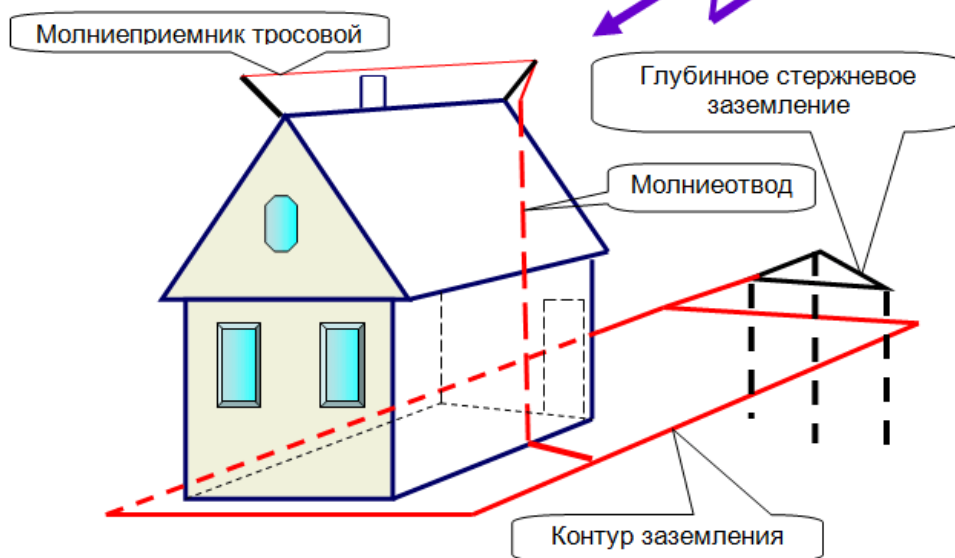 Молниеприемник тросовой
Глубинное стержневое
заземление
Молниеотвод
Контур заземления